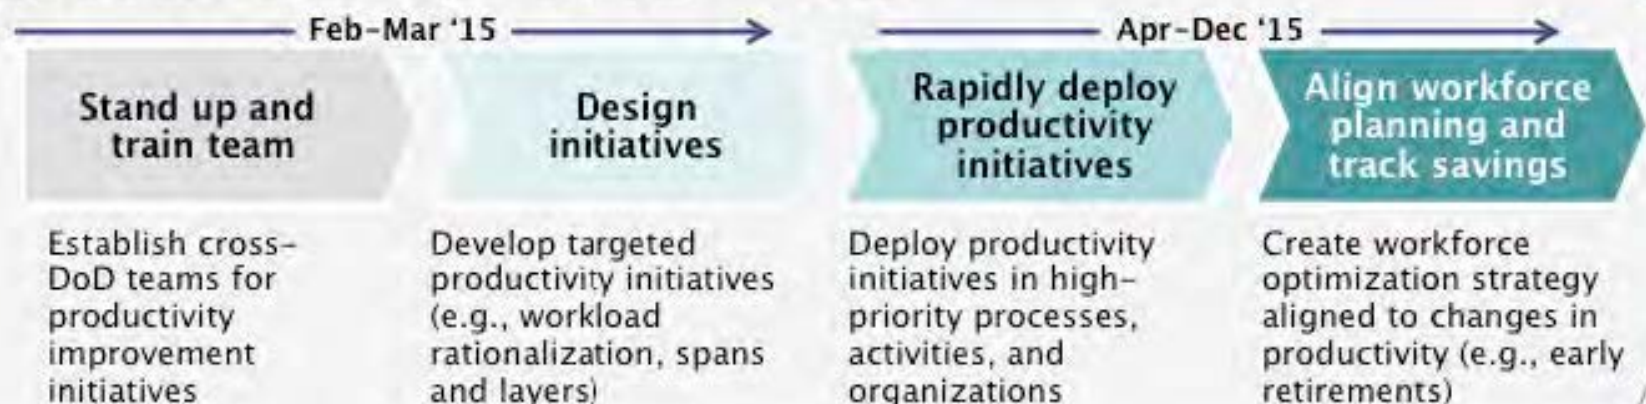 Feb-Mar ‘15
Apr-Dec ‘15
Stand up and
train team
Design
initiatives
Rapidly deploy
productivity
initiatives
Align workforce
planning and
track savings
Establish cross-
DoD teams for
productivity
improvement
initiatives
Develop targeted
productivity initiatives
(e.g., workload
rationalization, spans
and layers)
Deploy productivity
initiatives in high-
priority processes,
activities, and
organizations
Create workforce
optimization strategy
aligned to changes in
productivity (e.g., early
retirements)